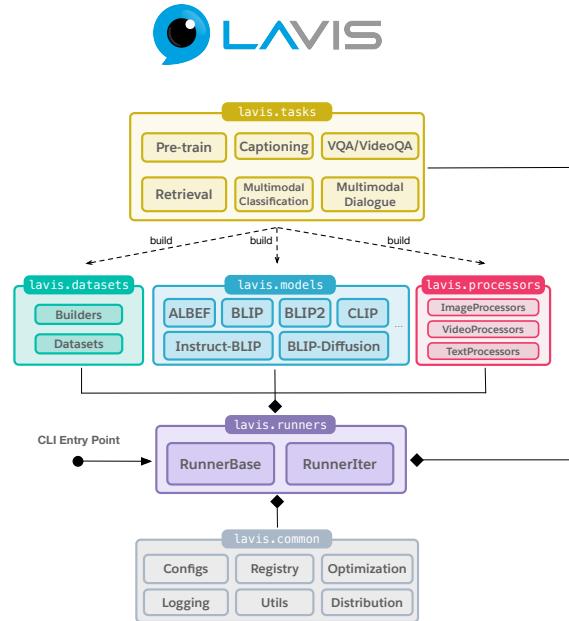 LAVIS
lavis.tasks
Pre-train
Captioning
VQA/VideoQA
Retrieval
Multimodal
Classification
Multimodal
Dialogue
build
build
build
lavis.datasets
Builders
Datasets
lavis.models
ALBEF
BLIP
BLIP2
CLIP
...
Instruct-BLIP
BLIP-Diffusion
lavis.processors
ImageProcessors
VideoProcessors
TextProcessors
CLI Entry Point
lavis.runners
RunnerBase
RunnerIter
lavis.common
Configs
Registry
Optimization
Logging
Utils
Distribution